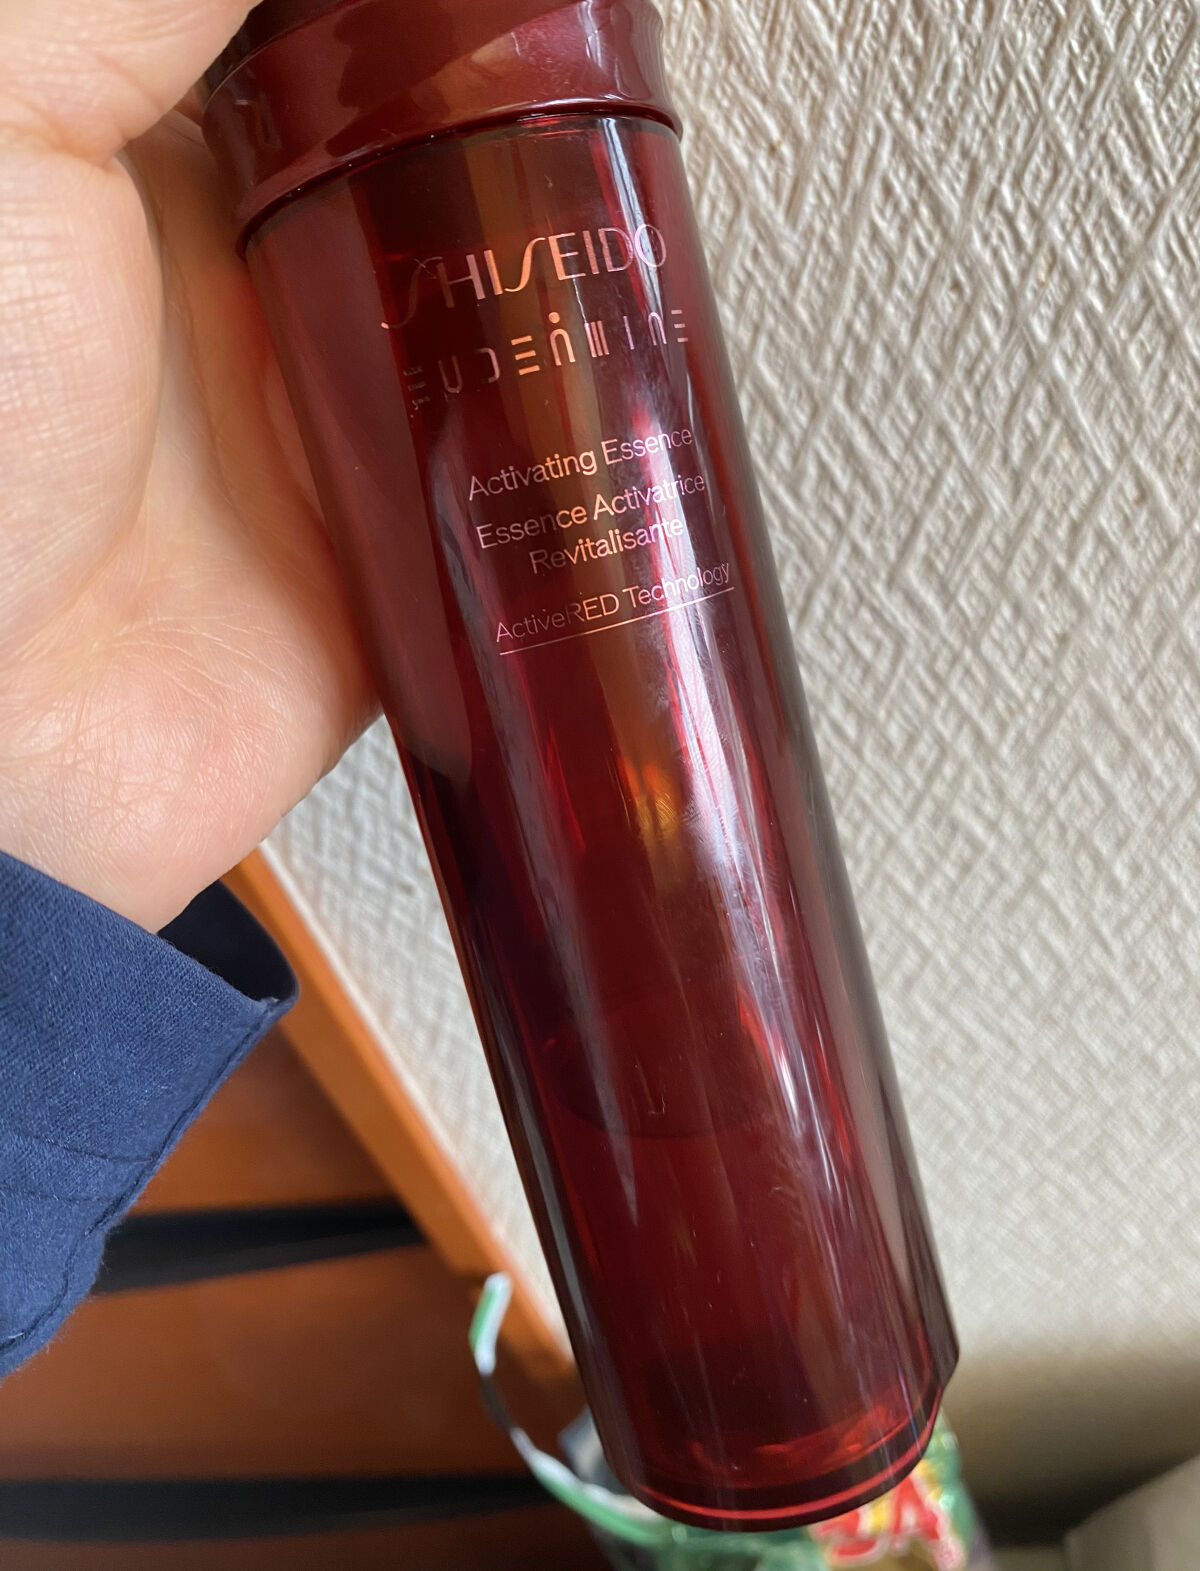 SHISEIDO
EUDERMINE
Activating Essence
Essence Activatrice
Revitalisante
ActiveRED Technology